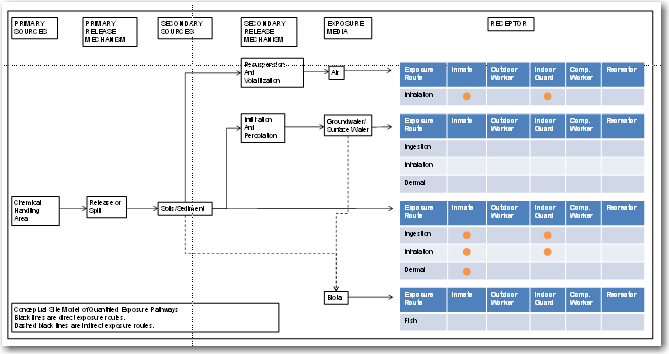 PRIMARY SOURCES
PRIMARY RELEASE MECHANISM
SECONDARY SOURCES
SECONDARY RELEASE MECHANISM
EXPOSURE MEDIA
RECEPTOR
Resuspension
And
Volatilization
Air
Exposure Route Inmate Outdoor Worker Indoor Guard Comp. Worker Recreator
Inhalation
Infiltration
And
Percolation
Groundwater/
Surface Water
Exposure Route Inmate Outdoor Worker Indoor Guard Comp. Worker Recreator
Ingestion
Inhalation
Dermal
Chemical
Handling
Area
Release or
Spill
Soils/Sediment
Exposure Route Inmate Outdoor Worker Indoor Guard Comp. Worker Recreator
Ingestion
Inhalation
Dermal
Biota
Exposure Route Inmate Outdoor Worker Indoor Guard Comp. Worker Recreator
Fish
Conceptual Site Model of Quantified Exposure Pathways
Black lines are direct exposure routes.
Dashed black lines are indirect exposure routes.